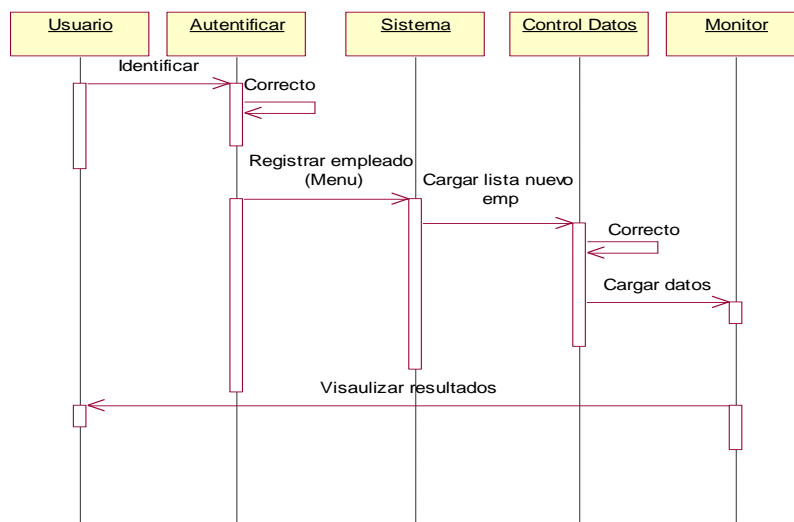 Usuario
Autentificar
Sistema
Control Datos
Monitor
Identificar
Correcto
Registrar empleado
(Menu)
Cargar lista nuevo
emp
Correcto
Cargar datos
Visaulizar resultados